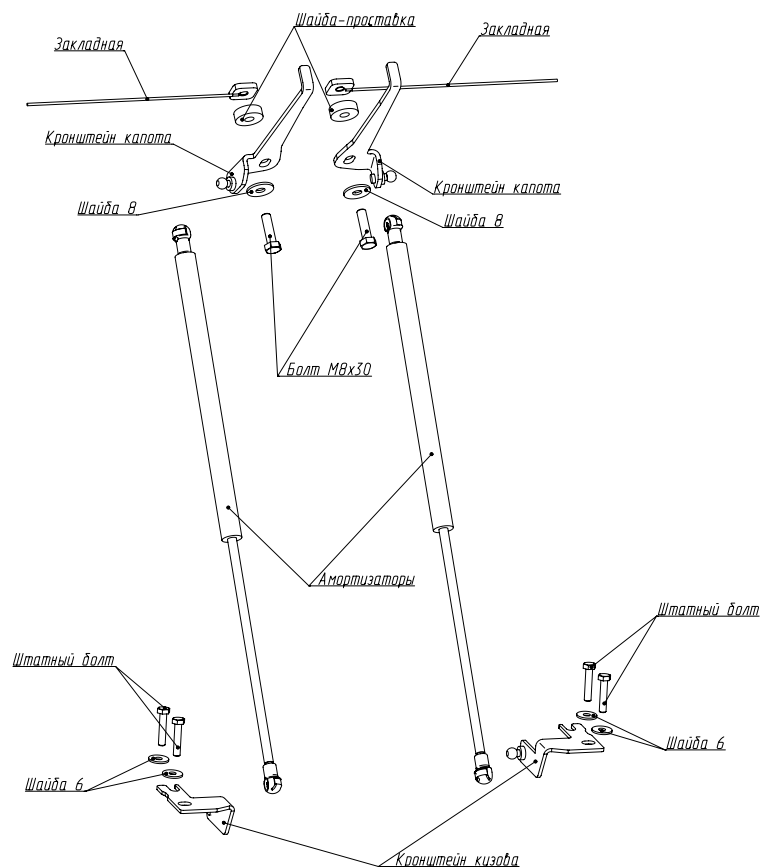 Шайба-проставка
Закладная
Закладная
Кронштейн капота
Кронштейн капота
Шайба 8
Шайба 8
Болт М8х30
Амортизаторы
Штатный болт
Штатный болт
Шайба 6
Шайба 6
Кронштейн кизова